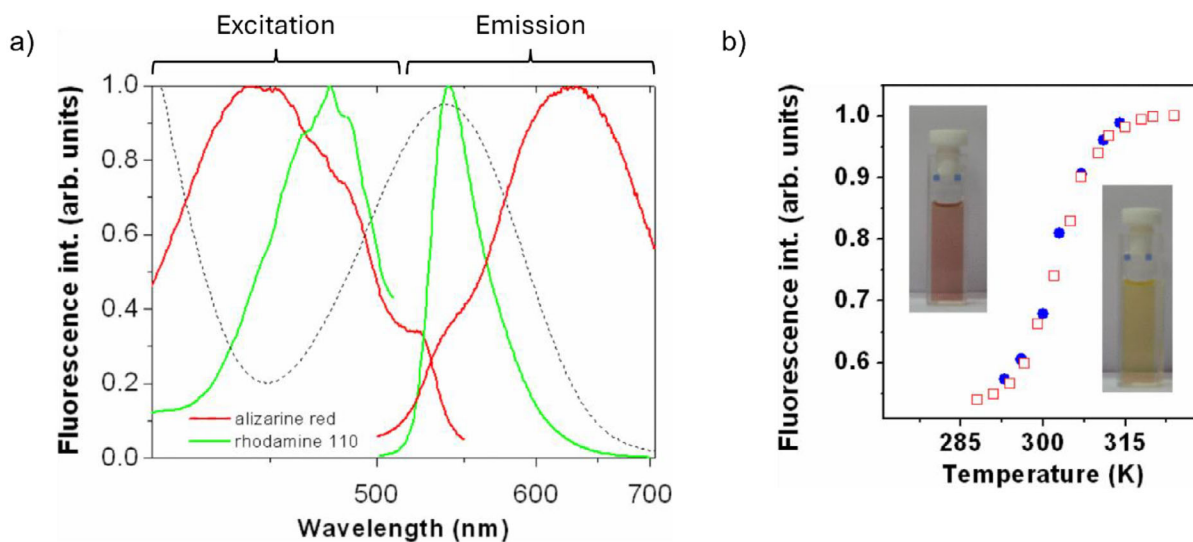 a)
Excitation
Emission
Fluorescence int. (arb. units)
1.0
0.8
0.6
0.4
0.2
0.0
alizarine red
rhodamine 110
500
600
700
Wavelength (nm)
b)
Fluorescence int. (arb. units)
1.0
0.9
0.8
0.7
0.6
285
300
315
Temperature (K)